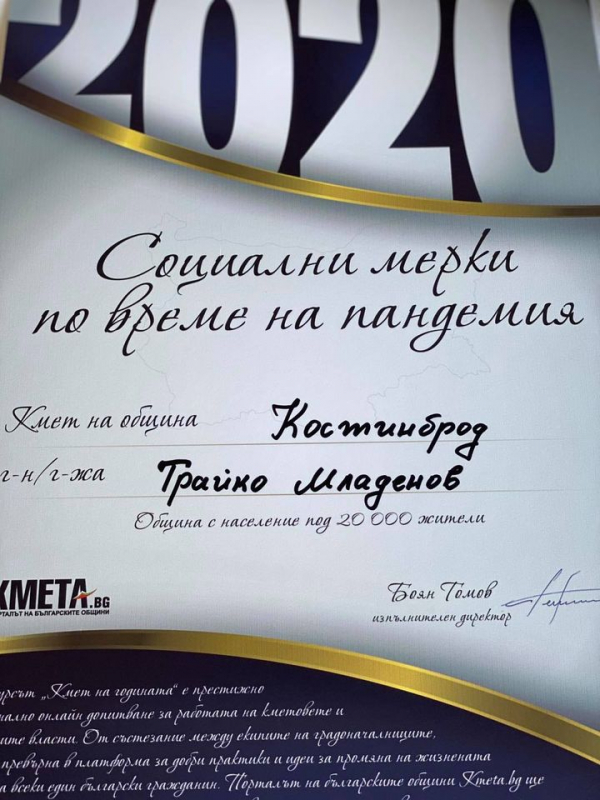 2020
Социални мерки
по време на пандемия
Кмет на община Костинброд
г-н/г-жа Трайко Младенов
Община с население под 20 000 жители
KMETA.BG
НА БЪЛГАРСКИТЕ ОБЩИНИ
Боян Томов
изпълнителен директор
„Кмет на годината“ е престижно
онлайн допитване за работата на кметовете и
власти. От състезание между екипите на градоначалниците,
превърна в платформа за добри практики и идеи за промяна на жизнената
всеки един български гражданин. Порталът на българските общини Kmeta.bg ще